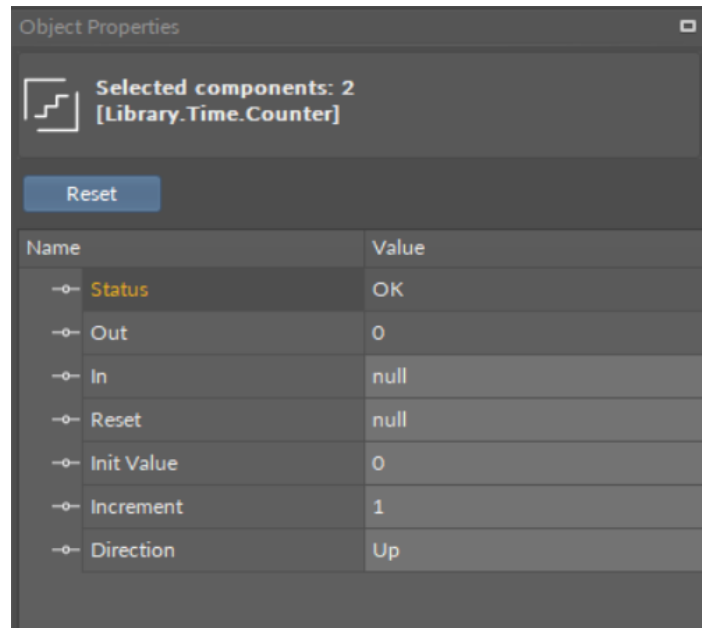 Object Properties
Selected components: 2
[Library.Time.Counter]
Reset
Name Value
Status OK
Out 0
In null
Reset null
Init Value 0
Increment 1
Direction Up